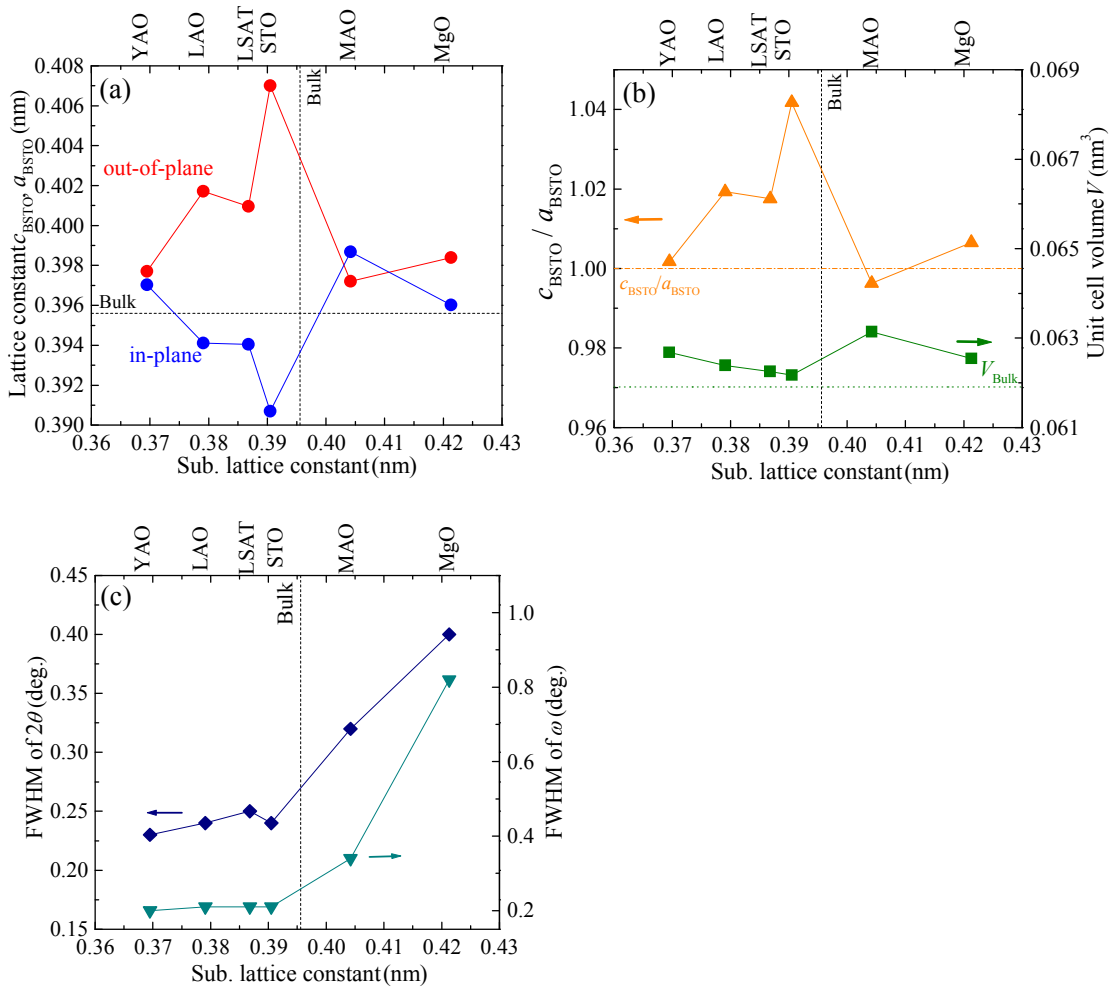 YAO LAO LSAT STO MAO MgO
(a)
Bulk
0.408
0.406
0.404
0.402
0.400
0.398
0.396
0.394
0.392
0.390
out-of-plane
Bulk
in-plane
Lattice constant c_BSTO, a_BSTO (nm)
0.36 0.37 0.38 0.39 0.40 0.41 0.42 0.43
Sub. lattice constant (nm)
YAO LAO LSAT STO MAO MgO
(b)
Bulk
1.04
1.02
1.00
0.98
0.96
c_BSTO / a_BSTO
c_BSTO/a_BSTO
V_Bulk
0.069
0.067
0.065
0.063
0.061
Unit cell volume V (nm³)
0.36 0.37 0.38 0.39 0.40 0.41 0.42 0.43
Sub. lattice constant (nm)
YAO LAO LSAT STO MAO MgO
(c)
Bulk
0.45
0.40
0.35
0.30
0.25
0.20
0.15
FWHM of 2θ (deg.)
1.0
0.8
0.6
0.4
0.2
FWHM of ω (deg.)
0.36 0.37 0.38 0.39 0.40 0.41 0.42 0.43
Sub. lattice constant (nm)